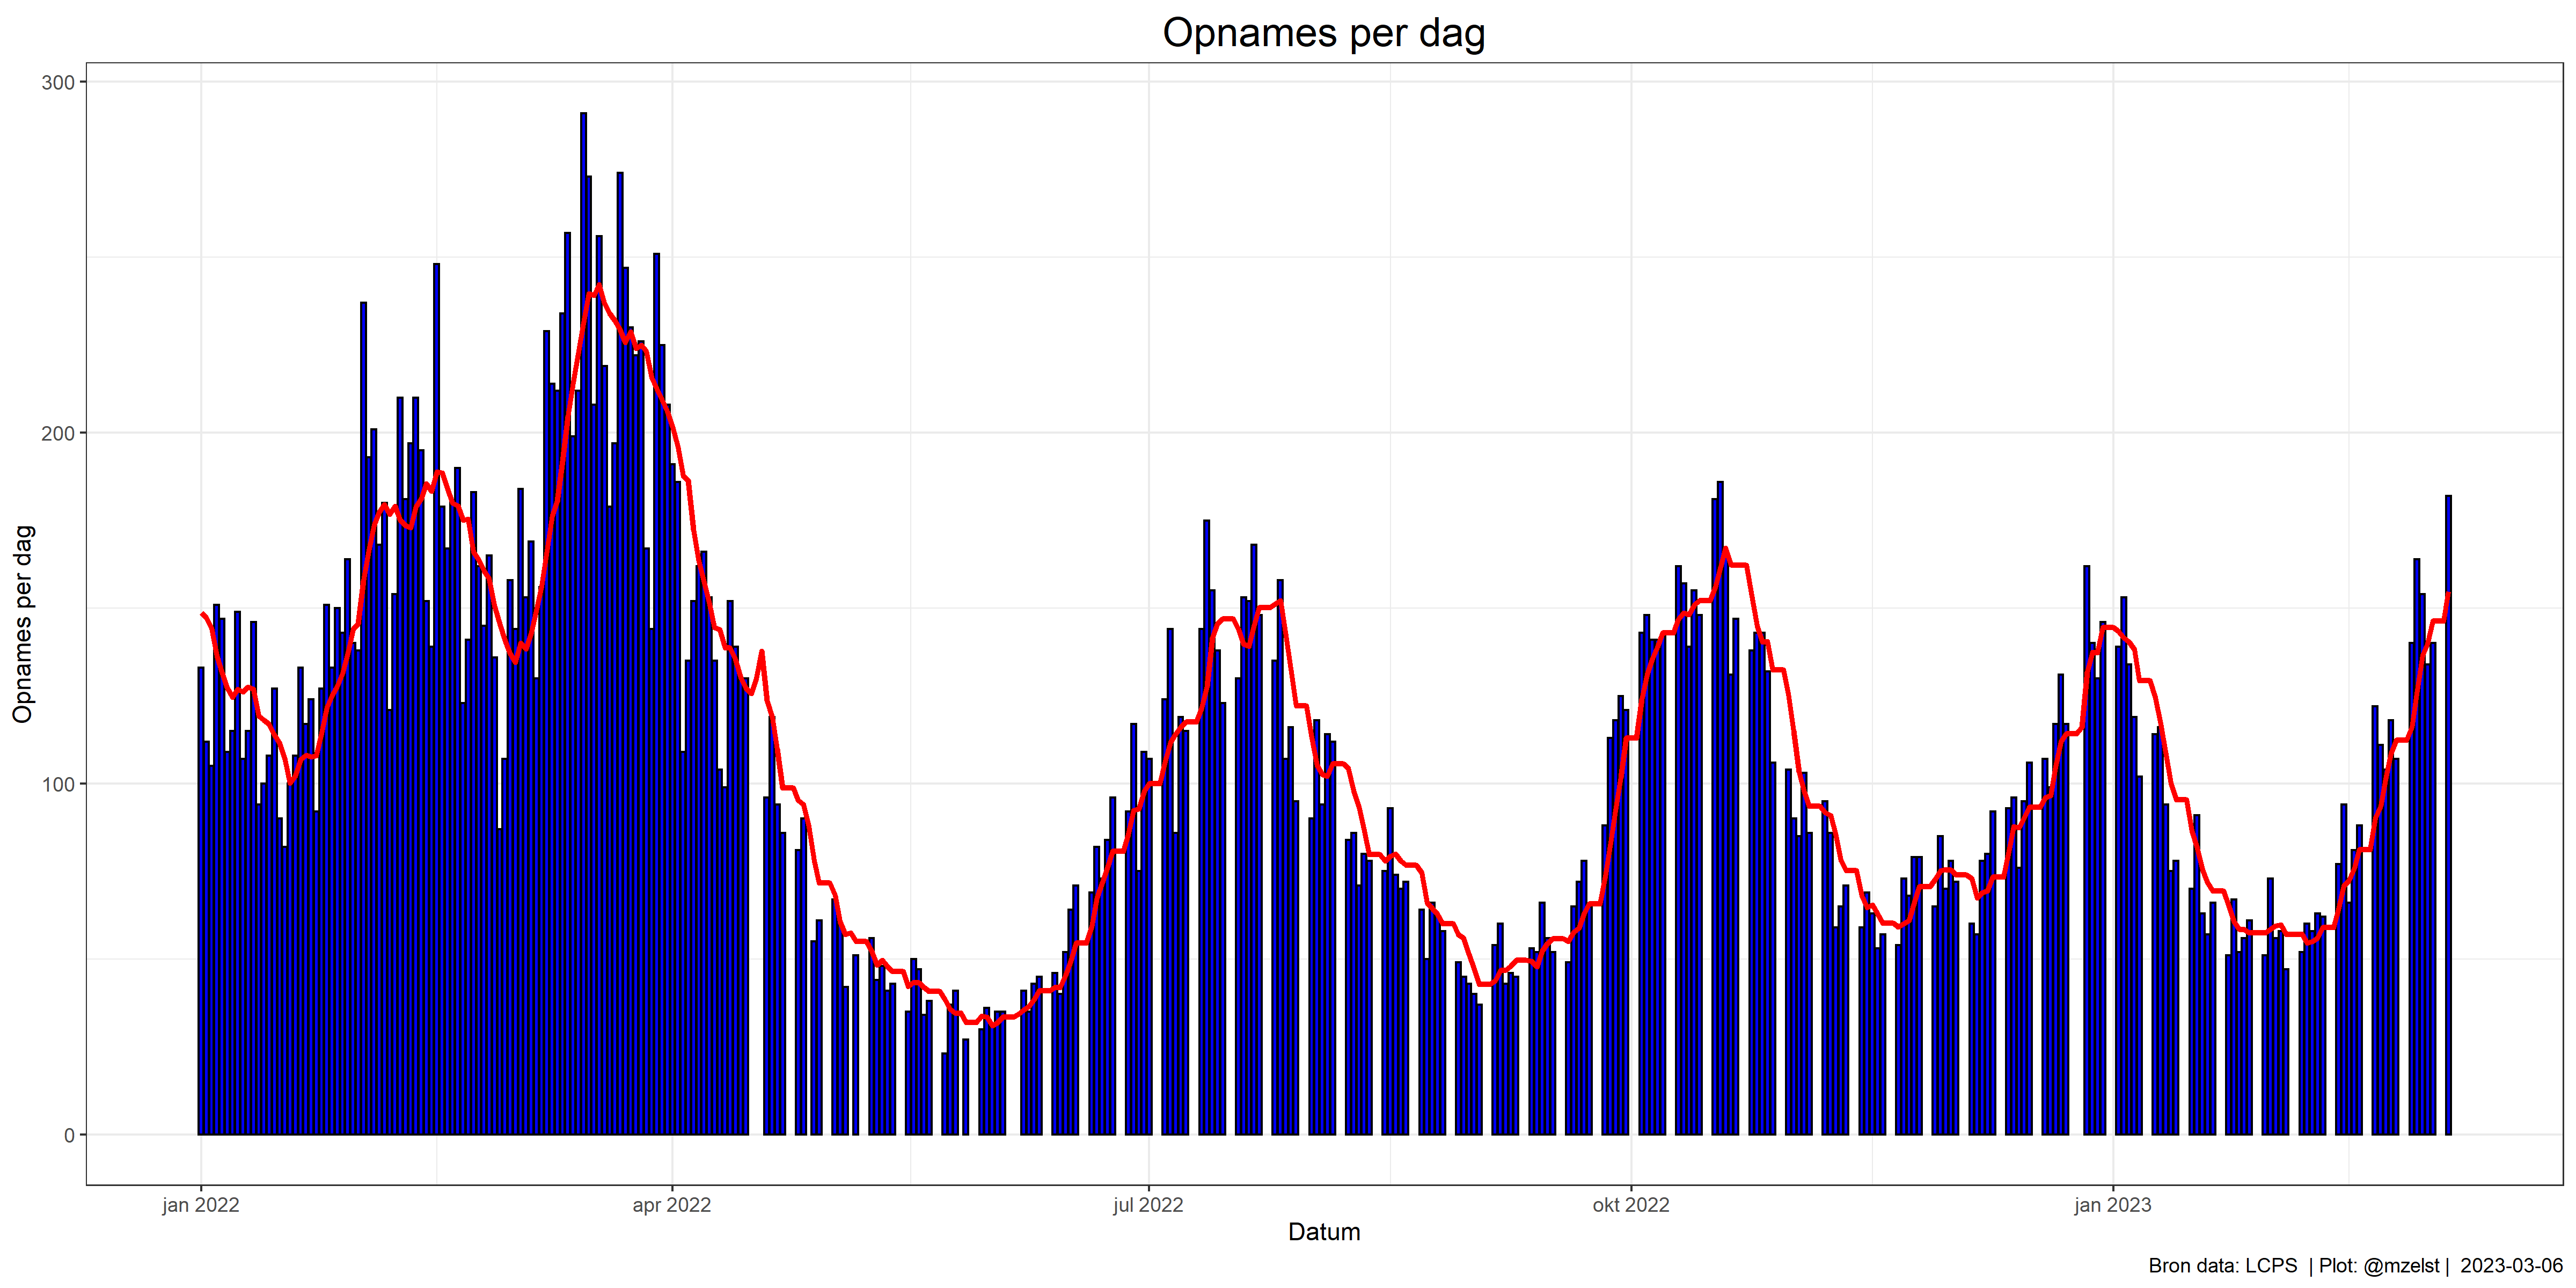 Opnames per dag
Opnames per dag
300
200
100
0
jan 2022 apr 2022 jul 2022 okt 2022 jan 2023
Datum
Bron data: LCPS | Plot: @mzelst | 2023-03-06